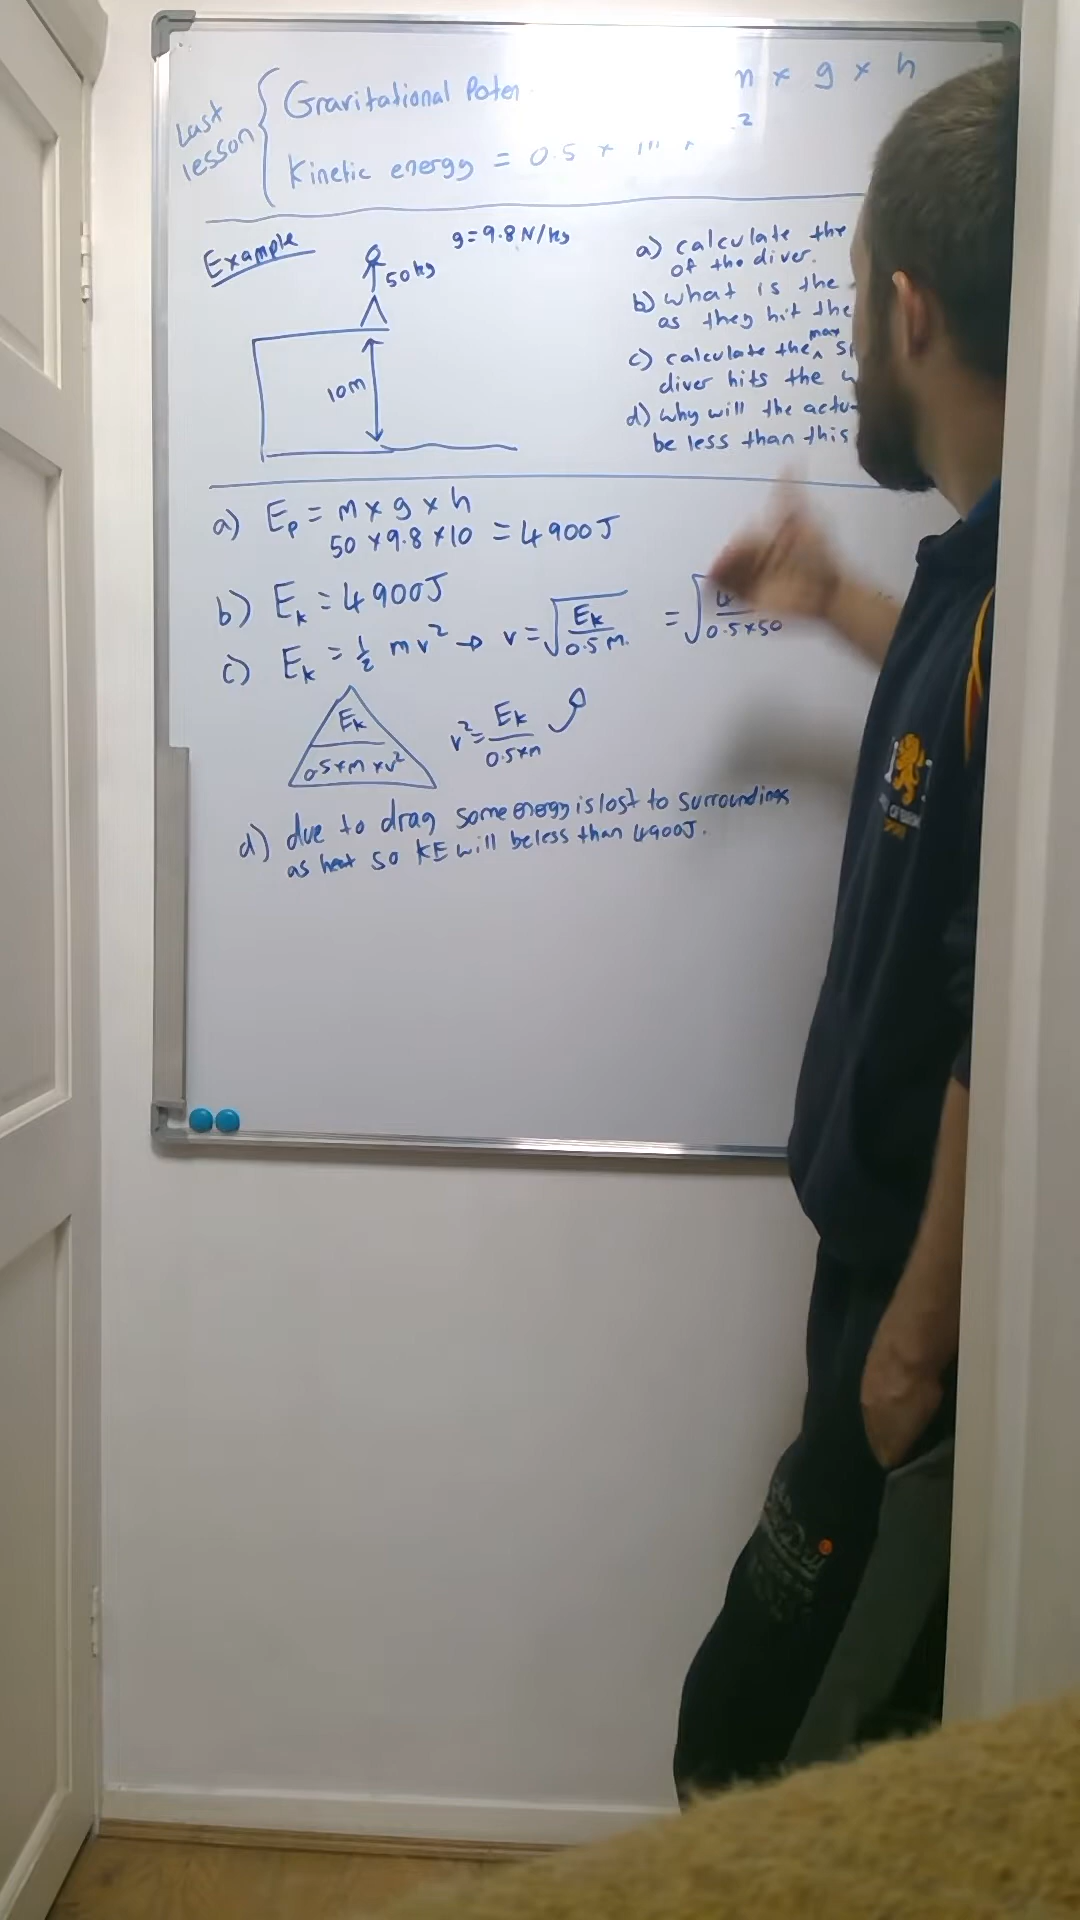 Last
lesson
Gravitational Poten
m × g × h
Kinetic energy = 0.5 × m
2
Example
g=9.8 N/kg
50kg
10m
a) calculate the
of the diver.
b) what is the
as they hit the
max
c) calculate the ^
diver hits the
d) why will the
be less than this
a) Ep = m × g × h
50 × 9.8 × 10 = 4900J
b) Ek = 4900J
c) Ek = ½ mv² → v = √ Ek / 0.5 m. = √ 4 / 0.5×50
Ek
0.5×m×v²
v² = Ek / 0.5×m
d) due to drag some energy is lost to surroundings
as heat so KE will be less than 4900J.